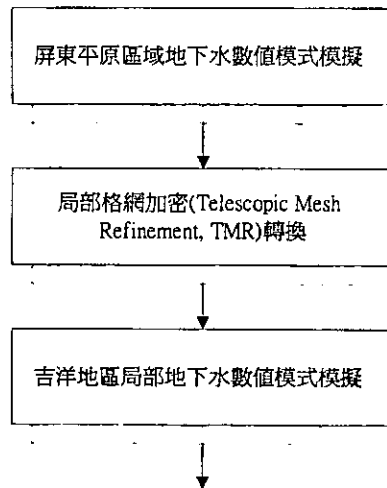 屏東平原區域地下水數值模式模擬
局部格網加密(Telescopic Mesh
Refinement, TMR)轉換
吉洋地區局部地下水數值模式模擬